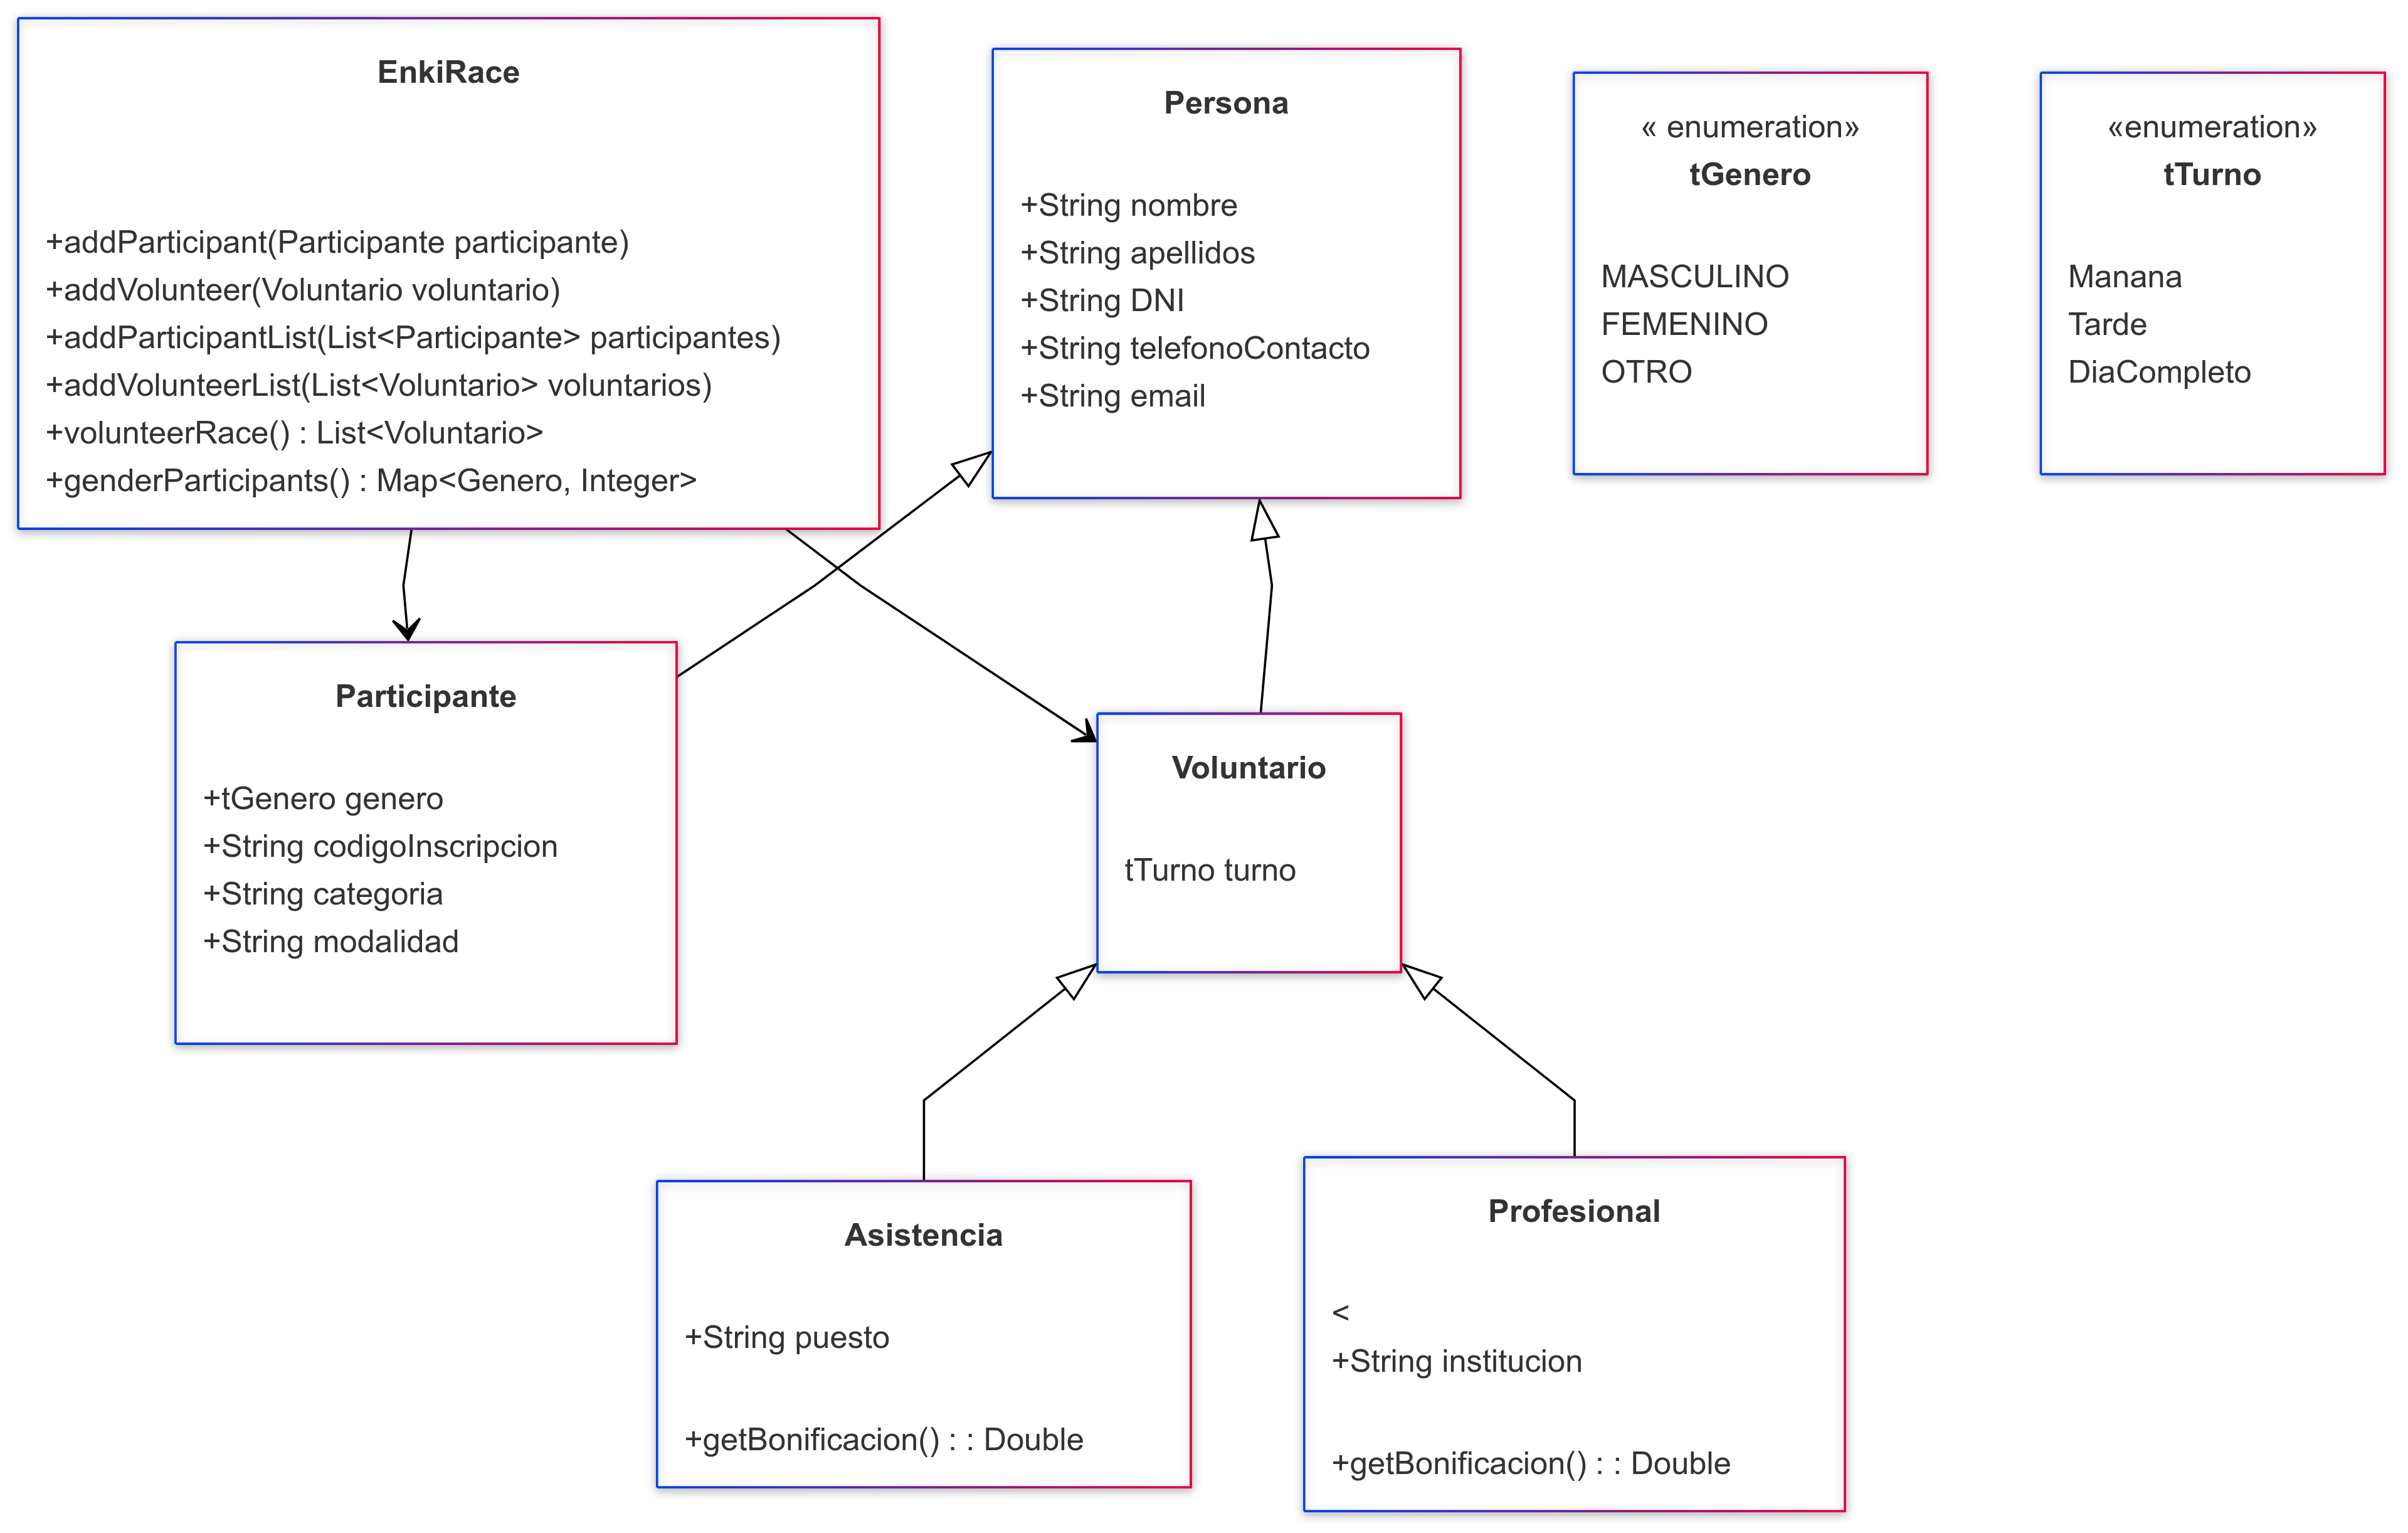 EnkiRace
+addParticipant(Participante participante)
+addVolunteer(Voluntario voluntario)
+addParticipantList(List<Participante> participantes)
+addVolunteerList(List<Voluntario> voluntarios)
+volunteerRace() : List<Voluntario>
+genderParticipants() : Map<Genero, Integer>
Persona
+String nombre
+String apellidos
+String DNI
+String telefonoContacto
+String email
« enumeration»
tGenero
MASCULINO
FEMENINO
OTRO
«enumeration»
tTurno
Manana
Tarde
DiaCompleto
Participante
+tGenero genero
+String codigoInscripcion
+String categoria
+String modalidad
Voluntario
tTurno turno
Asistencia
+String puesto
+getBonificacion() : : Double
Profesional
<
+String institucion
+getBonificacion() : : Double